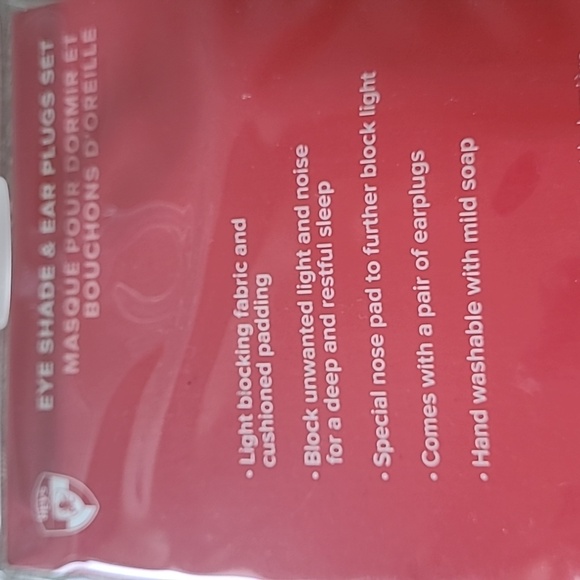 EYE SHADE & EAR PLUGS SET
MASQUE POUR DORMIR ET
BOUCHONS D'OREILLE
• Light blocking fabric and
cushioned padding
• Block unwanted light and noise
for a deep and restful sleep
• Special nose pad to further block light
• Comes with a pair of earplugs
• Hand washable with mild soap